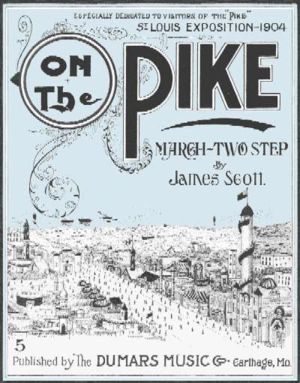 ESPECIALLY DEDICATED TO VISITORS OF THE "PIKE"
ST LOUIS EXPOSITION-1904
ON
The
PIKE
MARCH-TWO STEP
By
James Scott.
5
Published by The DUMARS MUSIC Co. Carthage, Mo.